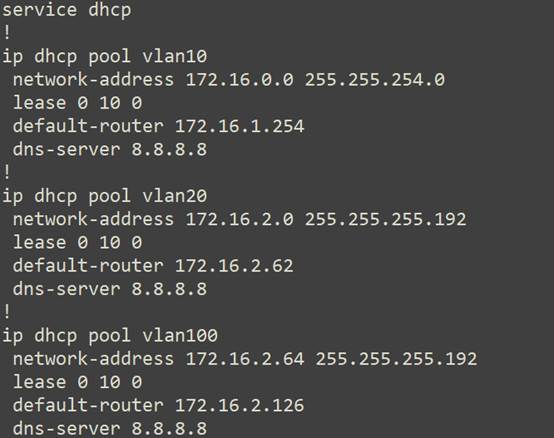 service dhcp
!
ip dhcp pool vlan10
 network-address 172.16.0.0 255.255.254.0
 lease 0 10 0
 default-router 172.16.1.254
 dns-server 8.8.8.8
!
ip dhcp pool vlan20
 network-address 172.16.2.0 255.255.255.192
 lease 0 10 0
 default-router 172.16.2.62
 dns-server 8.8.8.8
!
ip dhcp pool vlan100
 network-address 172.16.2.64 255.255.255.192
 lease 0 10 0
 default-router 172.16.2.126
 dns-server 8.8.8.8